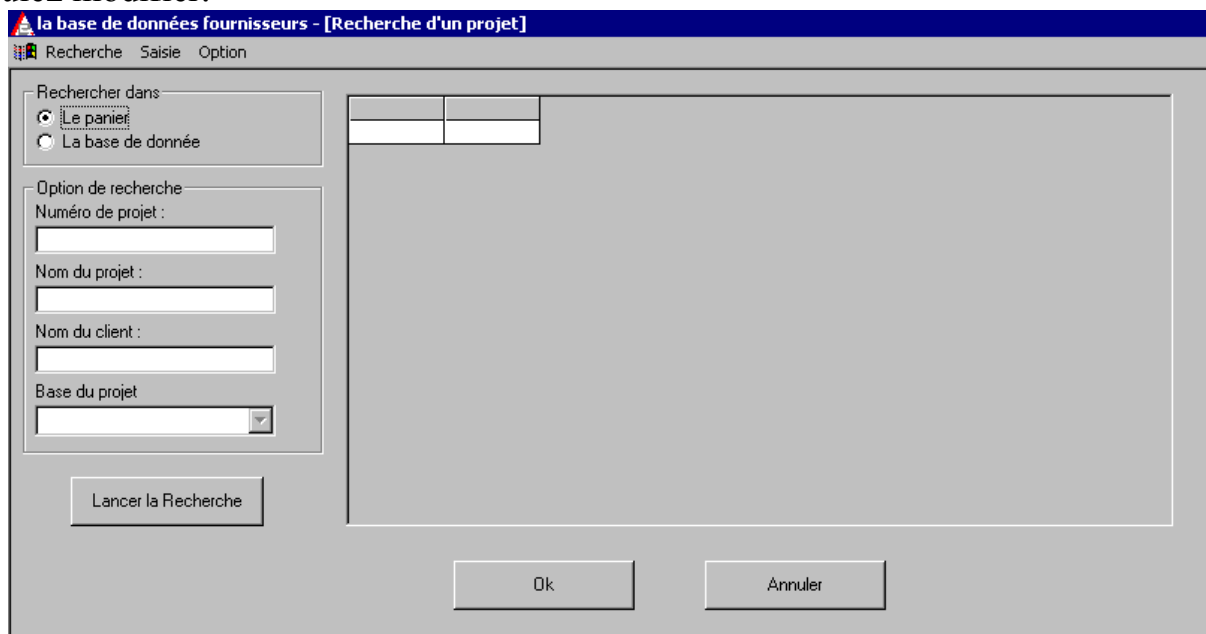 la base de données fournisseurs - [Recherche d'un projet]
Recherche Saisie Option
Rechercher dans
Le panier
La base de donnée
Option de recherche
Numéro de projet :
Nom du projet :
Nom du client :
Base du projet
Lancer la Recherche
Ok
Annuler